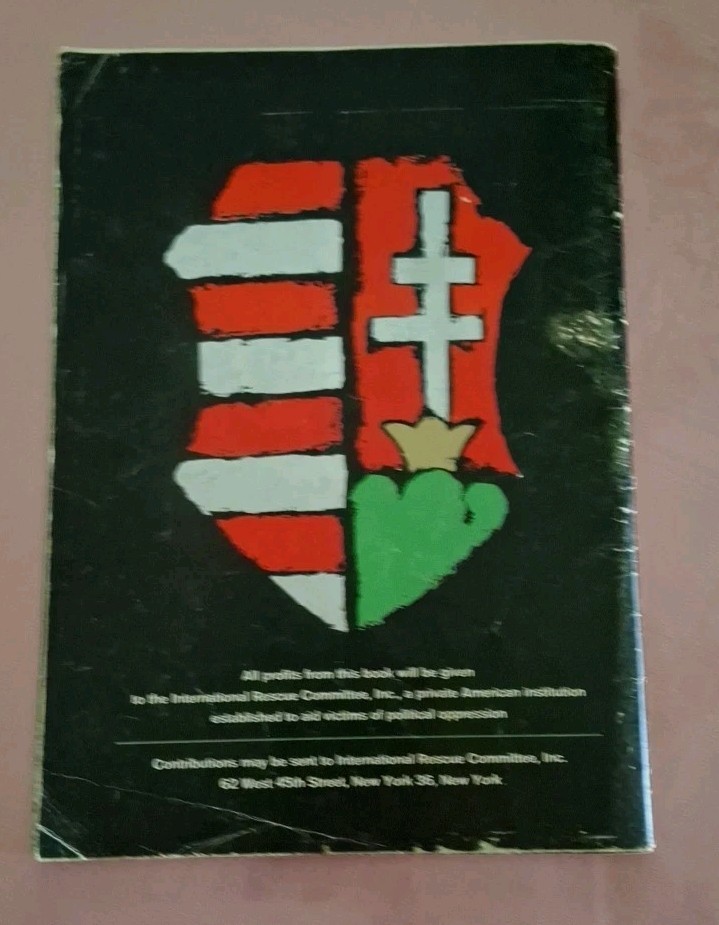 All profits from this book will be given
to the International Rescue Committee, Inc., a private American institution
established to aid victims of political oppression
Contributions may be sent to International Rescue Committee, Inc.
62 West 45th Street, New York 36, New York